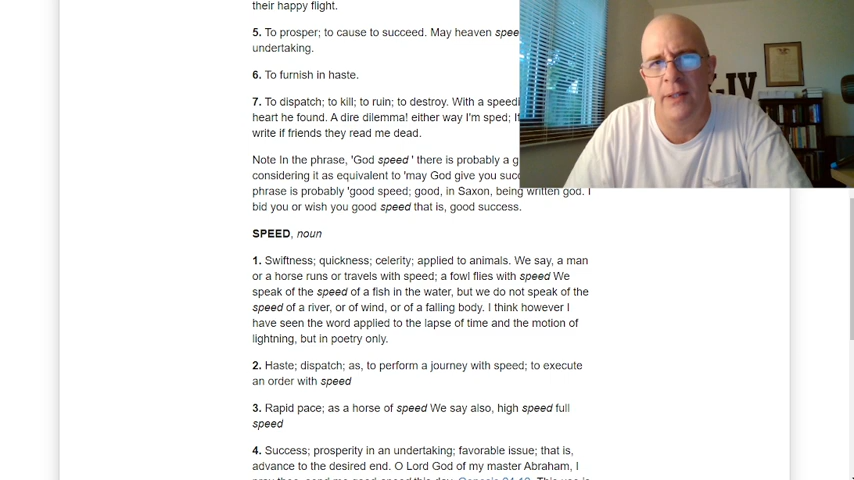 their happy flight.
5. To prosper; to cause to succeed. May heaven spee
undertaking.
6. To furnish in haste.
7. To dispatch; to kill; to ruin; to destroy. With a speedi
heart he found. A dire dilemma! either way I'm sped; I
write if friends they read me dead.
Note In the phrase, 'God speed ' there is probably a g
considering it as equivalent to 'may God give you suc
phrase is probably 'good speed; good, in Saxon, being written god. I
bid you or wish you good speed that is, good success.
SPEED, noun
1. Swiftness; quickness; celerity; applied to animals. We say, a man
or a horse runs or travels with speed; a fowl flies with speed We
speak of the speed of a fish in the water, but we do not speak of the
speed of a river, or of wind, or of a falling body. I think however I
have seen the word applied to the lapse of time and the motion of
lightning, but in poetry only.
2. Haste; dispatch; as, to perform a journey with speed; to execute
an order with speed
3. Rapid pace; as a horse of speed We say also, high speed full
speed
4. Success; prosperity in an undertaking; favorable issue; that is,
advance to the desired end. O Lord God of my master Abraham, I
-IV